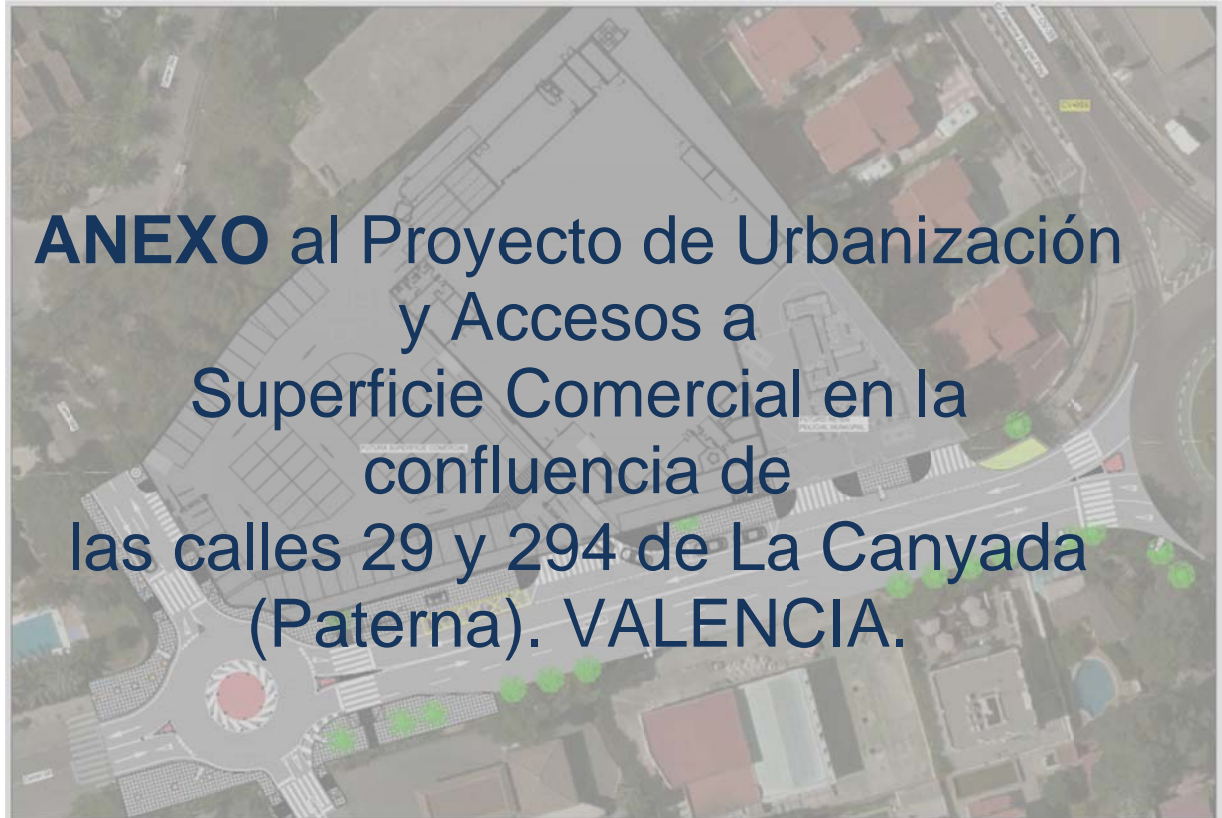 ANEXO al Proyecto de Urbanización
y Accesos a
Superficie Comercial en la
confluencia de
las calles 29 y 294 de La Canyada
(Paterna). VALENCIA.